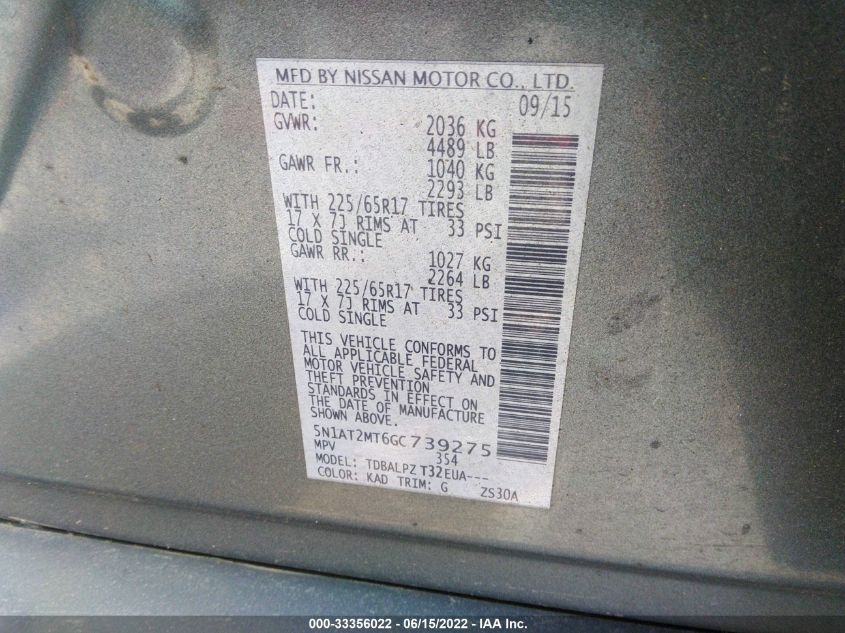 MFD BY NISSAN MOTOR CO., LTD.
DATE: 09/15
GVWR: 2036 KG
4489 LB
GAWR FR.: 1040 KG
2293 LB
WITH 225/65R17 TIRES
17 X 7J RIMS AT 33 PSI
COLD SINGLE
GAWR RR.: 1027 KG
2264 LB
WITH 225/65R17 TIRES
17 X 7J RIMS AT 33 PSI
COLD SINGLE
THIS VEHICLE CONFORMS TO
ALL APPLICABLE FEDERAL
MOTOR VEHICLE SAFETY AND
THEFT PREVENTION
STANDARDS IN EFFECT ON
THE DATE OF MANUFACTURE
SHOWN ABOVE.
5N1AT2MT6GC739275
MPV 354
MODEL: TDBALPZ T32EUA---
COLOR: KAD TRIM: G ZS30A
000-33356022 - 06/15/2022 - IAA Inc.